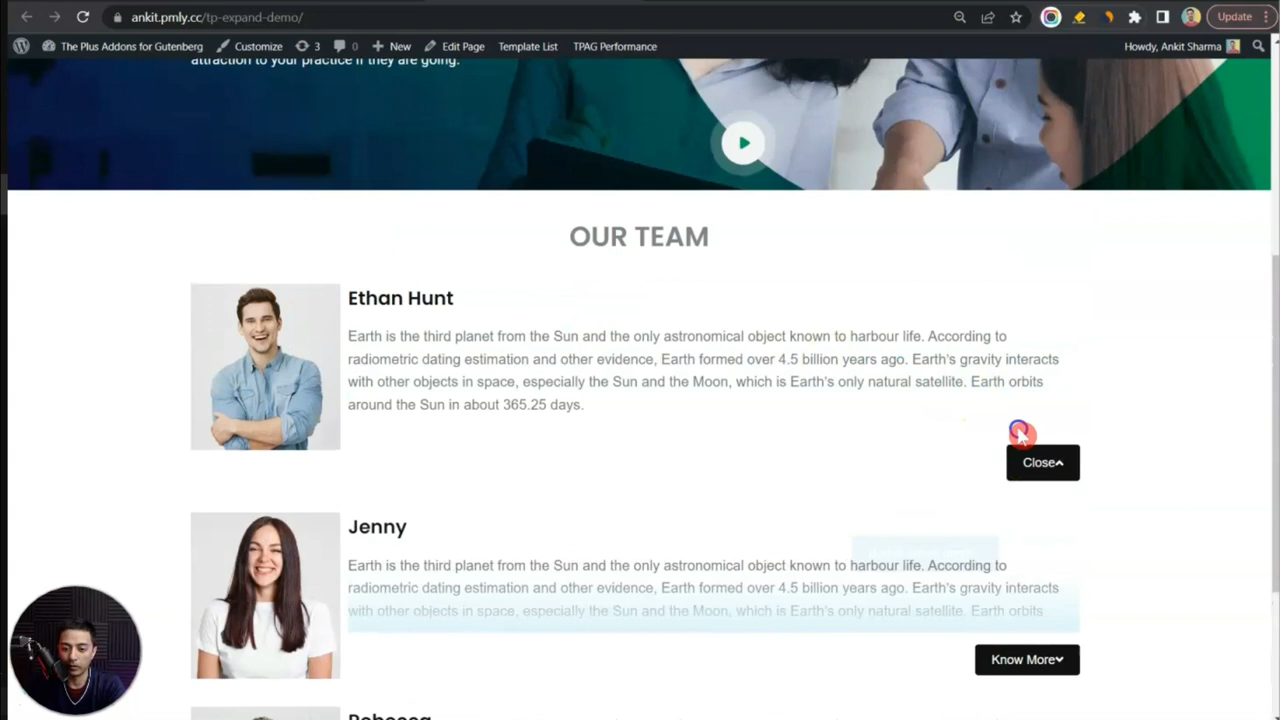 ankit.pmly.cc/tp-expand-demo/
Update
The Plus Addons for Gutenberg
Customize
3
0
New
Edit Page
Template List
TPAG Performance
Howdy, Ankit Sharma
attraction to your practice if they are going.
OUR TEAM
Ethan Hunt
Earth is the third planet from the Sun and the only astronomical object known to harbour life. According to
radiometric dating estimation and other evidence, Earth formed over 4.5 billion years ago. Earth's gravity interacts
with other objects in space, especially the Sun and the Moon, which is Earth's only natural satellite. Earth orbits
around the Sun in about 365.25 days.
Close
Jenny
Earth is the third planet from the Sun and the only astronomical object known to harbour life. According to
radiometric dating estimation and other evidence, Earth formed over 4.5 billion years ago. Earth's gravity interacts
with other objects in space, especially the Sun and the Moon, which is Earth's only natural satellite. Earth orbits
Know More
Rebecca